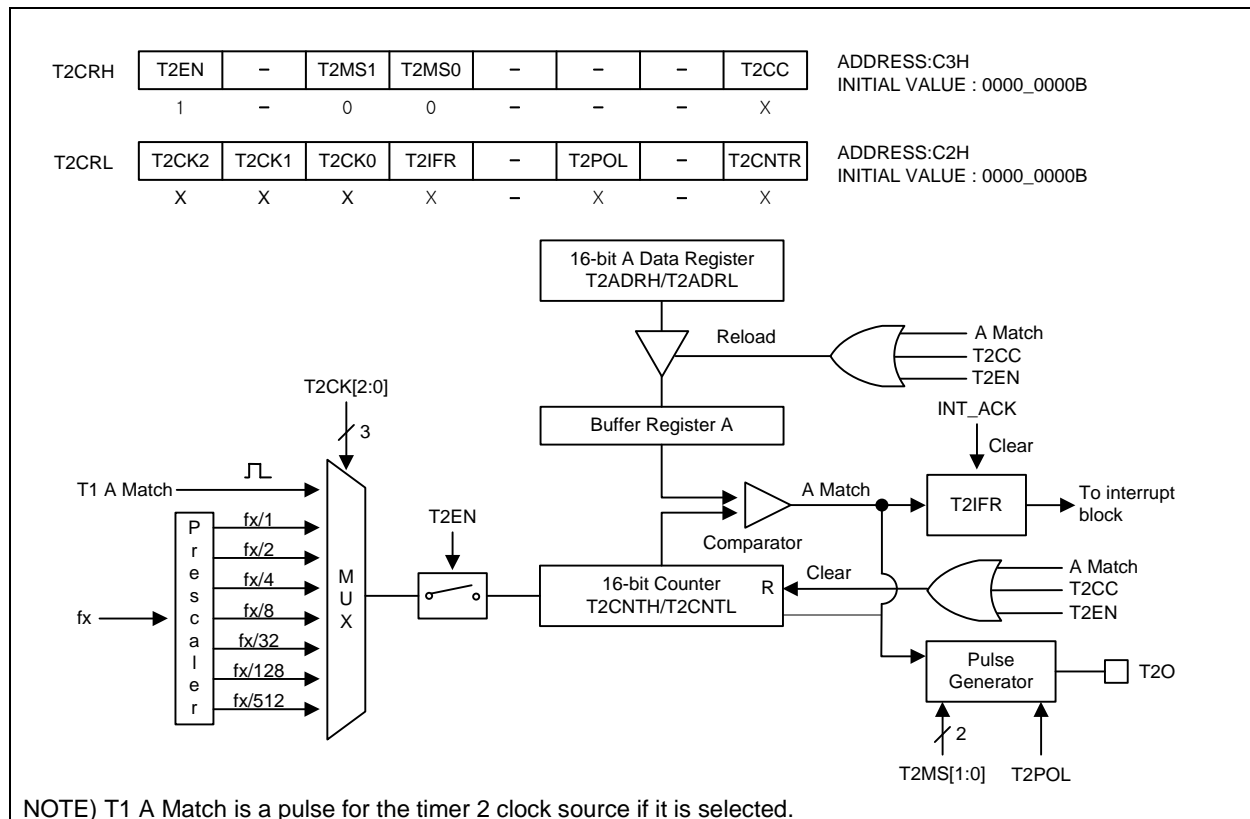 T2CRH T2EN – T2MS1 T2MS0 – – – T2CC ADDRESS:C3H
INITIAL VALUE : 0000_0000B
1 – 0 0 – – – X
T2CRL T2CK2 T2CK1 T2CK0 T2IFR – T2POL – T2CNTR ADDRESS:C2H
INITIAL VALUE : 0000_0000B
X X X X – X – X
16-bit A Data Register
T2ADRH/T2ADRL
Reload
A Match
T2CC
T2EN
T2CK[2:0]
3
Buffer Register A
INT_ACK
Clear
T1 A Match
Prescaler
fx/1
fx/2
fx/4
fx/8
fx/32
fx/128
fx/512
fx
MUX
T2EN
A Match
Comparator
T2IFR
To interrupt
block
16-bit Counter
T2CNTH/T2CNTL
R
Clear
A Match
T2CC
T2EN
Pulse
Generator
T2O
2
T2MS[1:0]
T2POL
NOTE) T1 A Match is a pulse for the timer 2 clock source if it is selected.